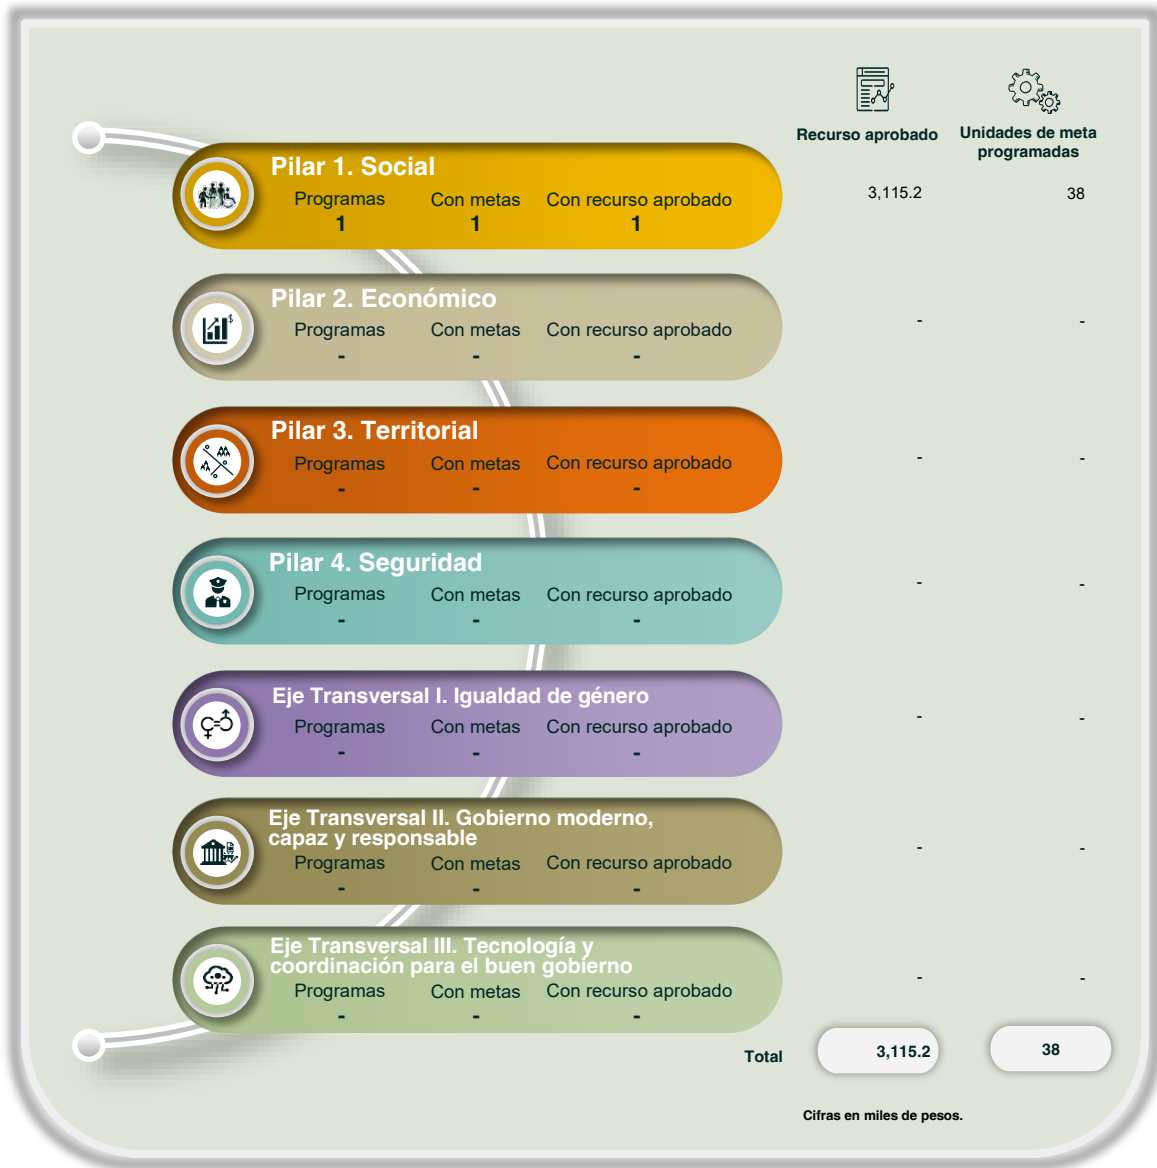 Recurso aprobado
Unidades de meta
programadas
Pilar 1. Social
Programas Con metas Con recurso aprobado
1 1 1
3,115.2 38
Pilar 2. Económico
Programas Con metas Con recurso aprobado
- - -
- -
Pilar 3. Territorial
Programas Con metas Con recurso aprobado
- - -
- -
Pilar 4. Seguridad
Programas Con metas Con recurso aprobado
- - -
- -
Eje Transversal I. Igualdad de género
Programas Con metas Con recurso aprobado
- - -
- -
Eje Transversal II. Gobierno moderno,
capaz y responsable
Programas Con metas Con recurso aprobado
- - -
- -
Eje Transversal III. Tecnología y
coordinación para el buen gobierno
Programas Con metas Con recurso aprobado
- - -
- -
Total 3,115.2 38
Cifras en miles de pesos.